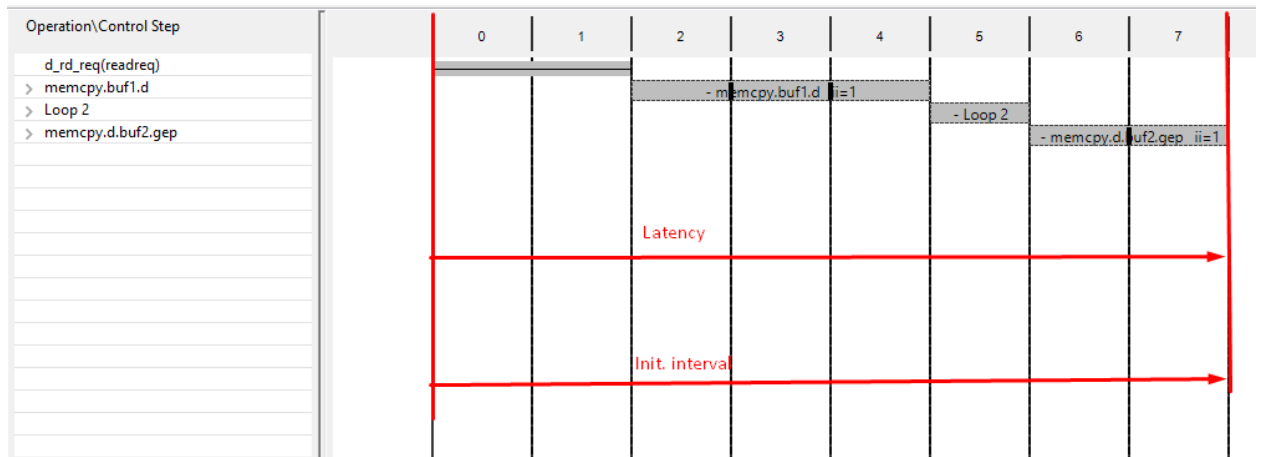 Operation\Control Step
0 1 2 3 4 5 6 7
d_rd_req(readreq)
memcpy.buf1.d
- memcpy.buf1.d ii=1
Loop 2
- Loop 2
memcpy.d.buf2.gep
- memcpy.d.buf2.gep ii=1
Latency
Init. interval